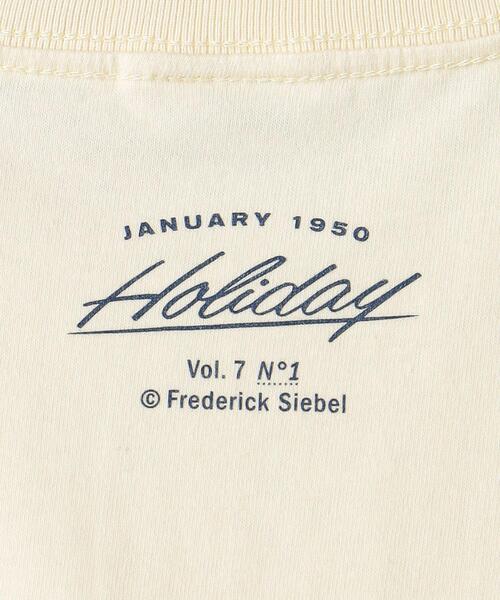 JANUARY 1950
Holiday
Vol. 7 N°1
© Frederick Siebel